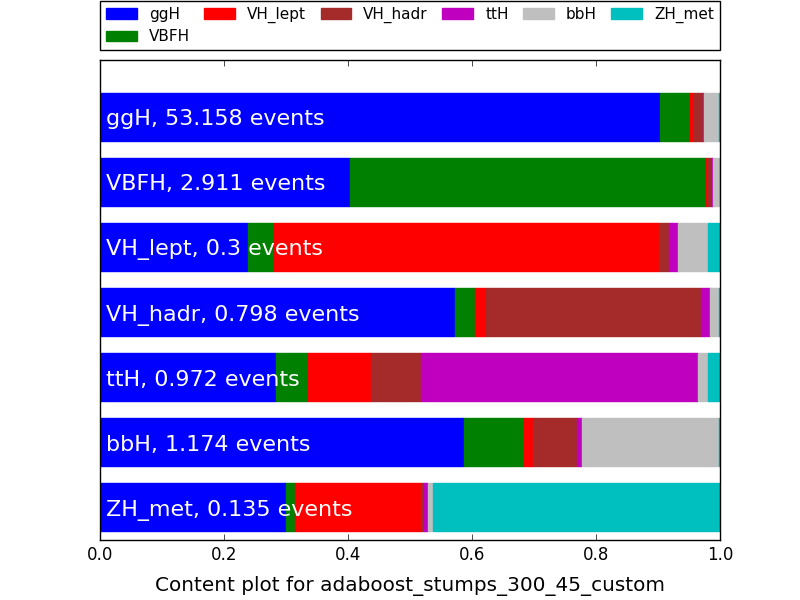 ggH VH_lept VH_hadr ttH bbH ZH_met
VBFH
ggH, 53.158 events
VBFH, 2.911 events
VH_lept, 0.3 events
VH_hadr, 0.798 events
ttH, 0.972 events
bbH, 1.174 events
ZH_met, 0.135 events
0.0 0.2 0.4 0.6 0.8 1.0
Content plot for adaboost_stumps_300_45_custom